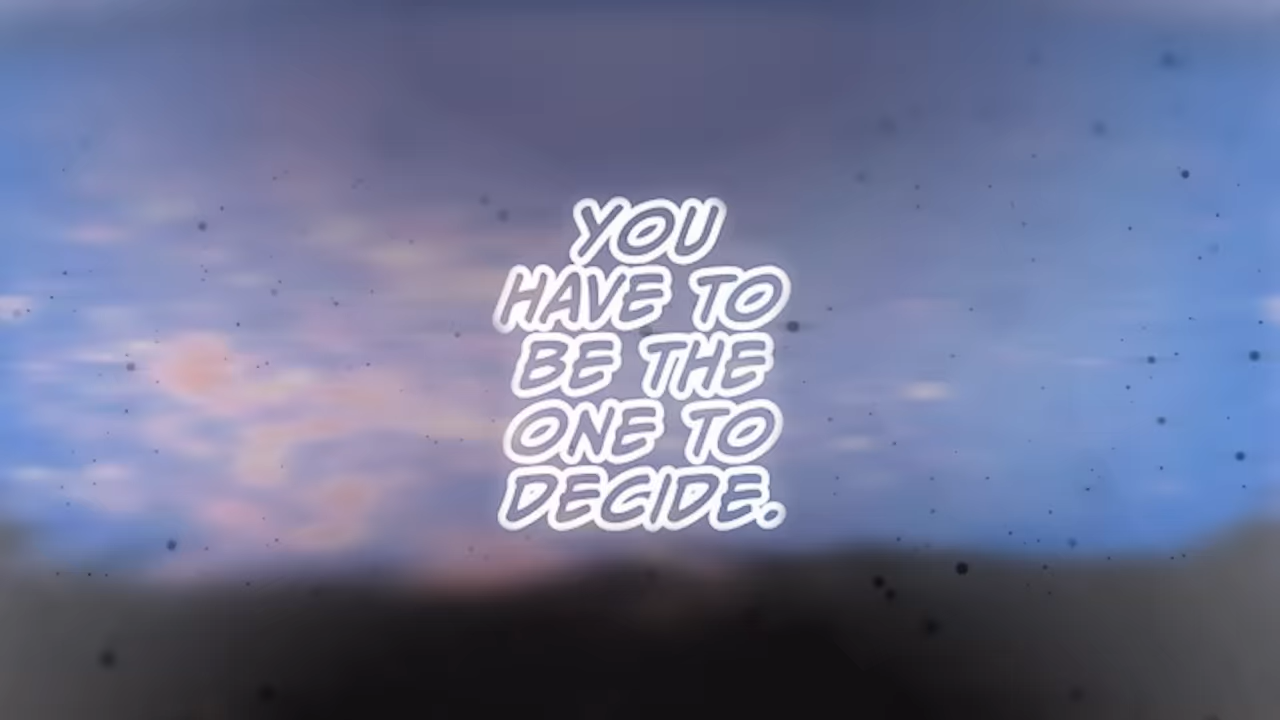 YOU
HAVE TO
BE THE
ONE TO
DECIDE.